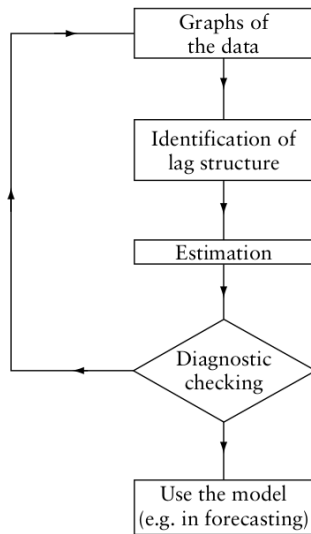 Graphs of
the data
Identification of
lag structure
Estimation
Diagnostic
checking
Use the model
(e.g. in forecasting)